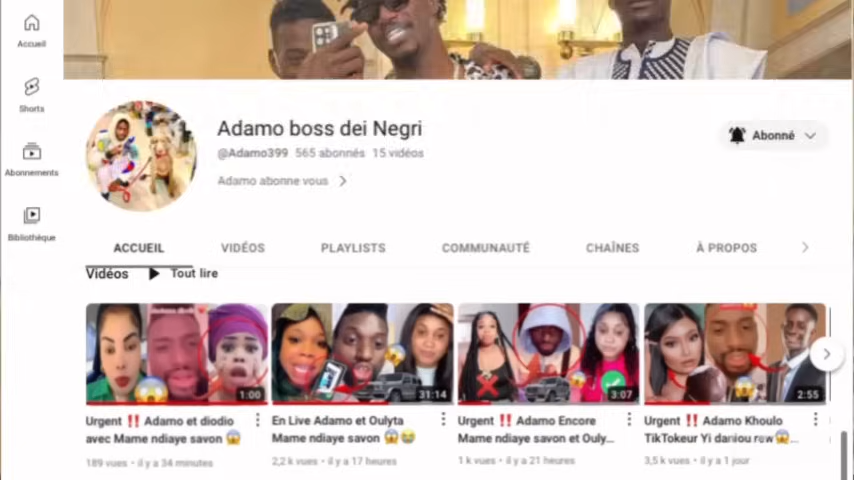 Accueil
Shorts
Abonnements
Bibliothèque
Adamo boss dei Negri
@Adamo399 565 abonnés 15 vidéos
Adamo abonne vous
Abonné
ACCUEIL VIDÉOS PLAYLISTS COMMUNAUTÉ CHAÎNES À PROPOS
Vidéos Tout lire
1:00
31:14
3:07
2:55
Urgent ‼️ Adamo et diodio
avec Mame ndiaye savon 😱
189 vues • il y a 34 minutes
En Live Adamo et Oulyta
Mame ndiaye savon 😱😭
2,2 k vues • il y a 17 heures
Urgent ‼️ Adamo Encore
Mame ndiaye savon et Ouly...
1 k vues • il y a 21 heures
Urgent ‼️ Adamo Khoulo
TikTokeur Yi daniou rew😱...
3,5 k vues • il y a 1 jour